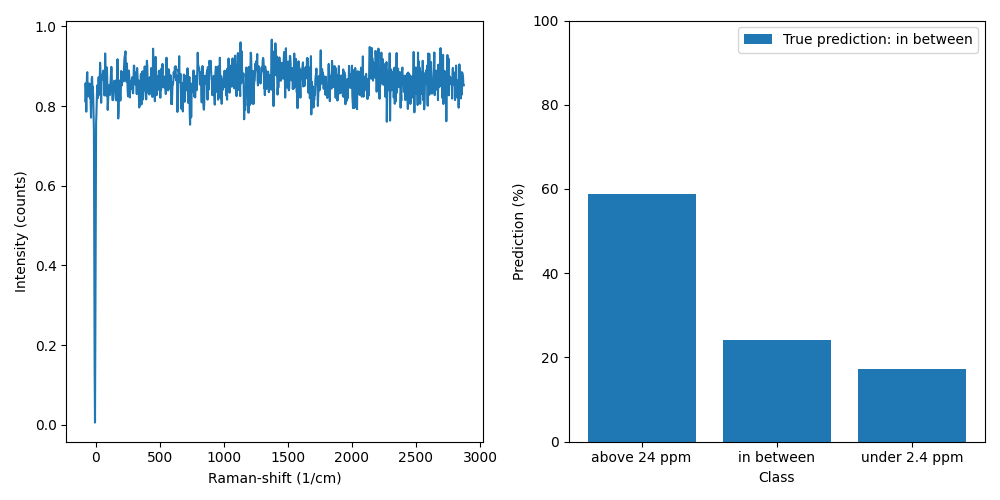 1.0
0.8
0.6
0.4
0.2
0.0
Intensity (counts)
0 500 1000 1500 2000 2500 3000
Raman-shift (1/cm)
True prediction: in between
100
80
60
40
20
0
Prediction (%)
above 24 ppm in between under 2.4 ppm
Class